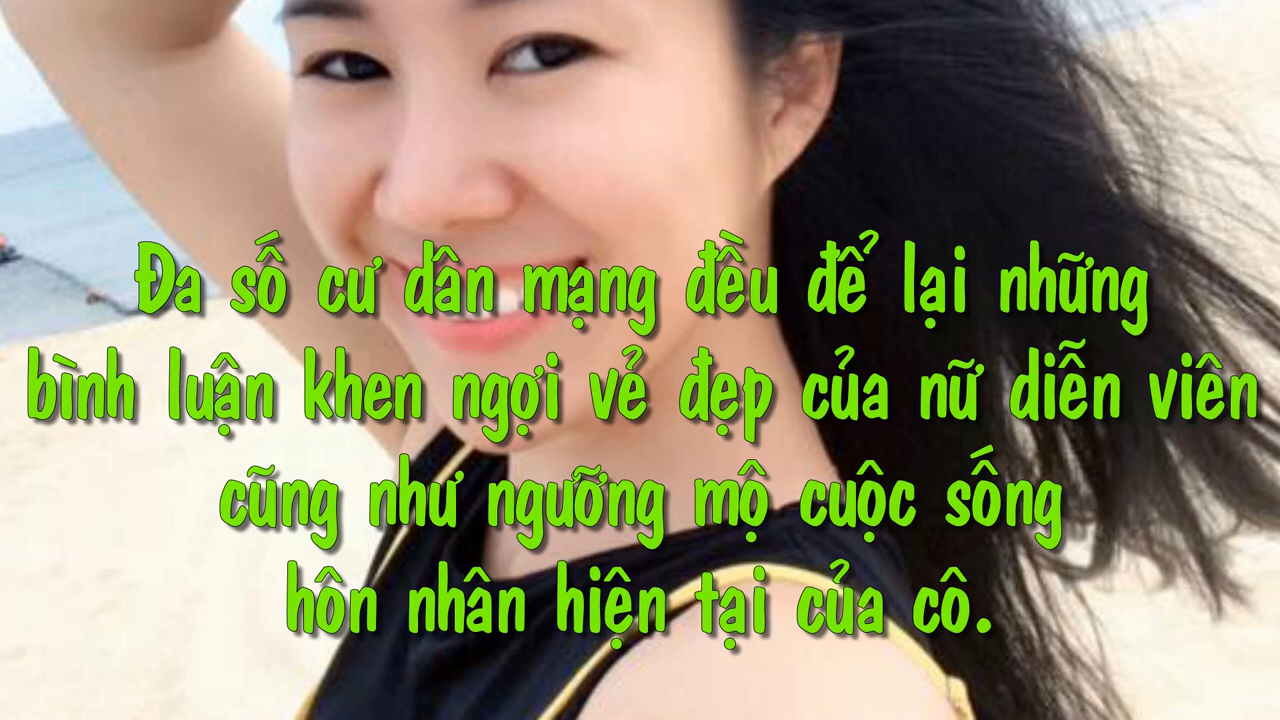 Đa số cư dân mạng đều để lại những
bình luận khen ngợi vẻ đẹp của nữ diễn viên
cũng như ngưỡng mộ cuộc sống
hôn nhân hiện tại của cô.